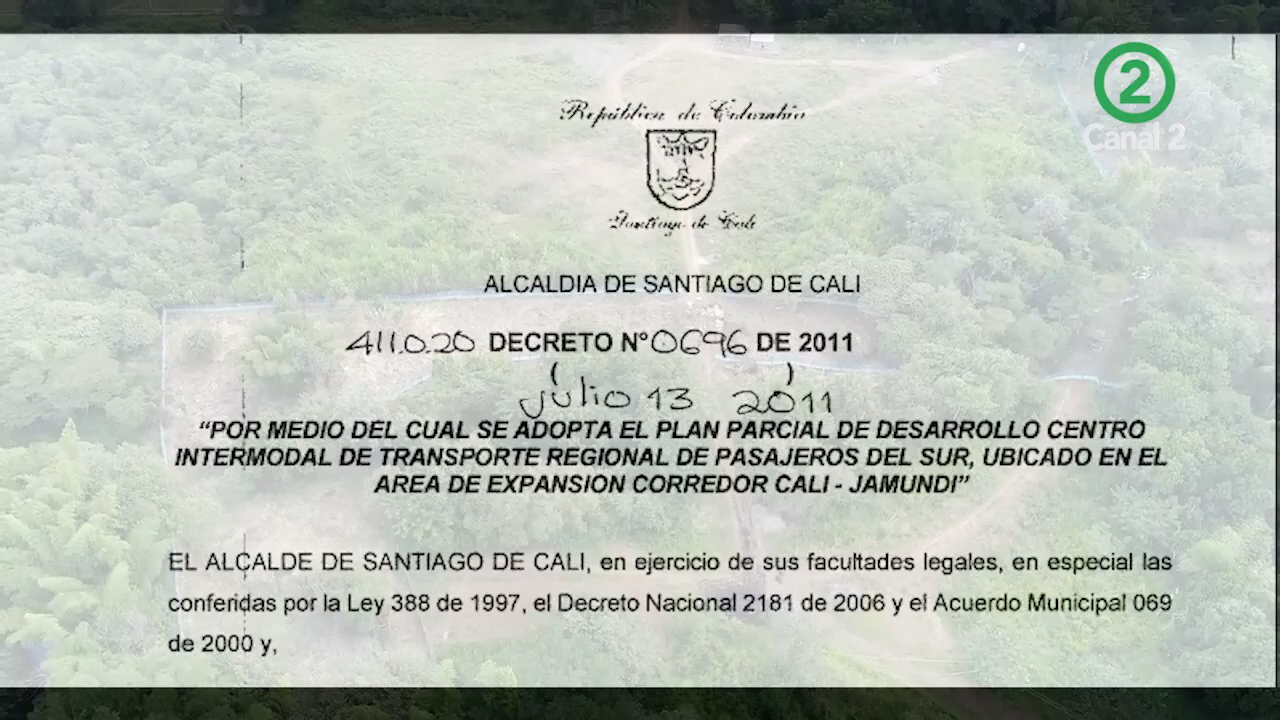 2
Canal 2
República de Colombia
Santiago de Cali
ALCALDIA DE SANTIAGO DE CALI
411.0.20 DECRETO N°0696 DE 2011
( )
julio 13 2011
“POR MEDIO DEL CUAL SE ADOPTA EL PLAN PARCIAL DE DESARROLLO CENTRO
INTERMODAL DE TRANSPORTE REGIONAL DE PASAJEROS DEL SUR, UBICADO EN EL
AREA DE EXPANSION CORREDOR CALI - JAMUNDI”
EL ALCALDE DE SANTIAGO DE CALI, en ejercicio de sus facultades legales, en especial las
conferidas por la Ley 388 de 1997, el Decreto Nacional 2181 de 2006 y el Acuerdo Municipal 069
de 2000 y,